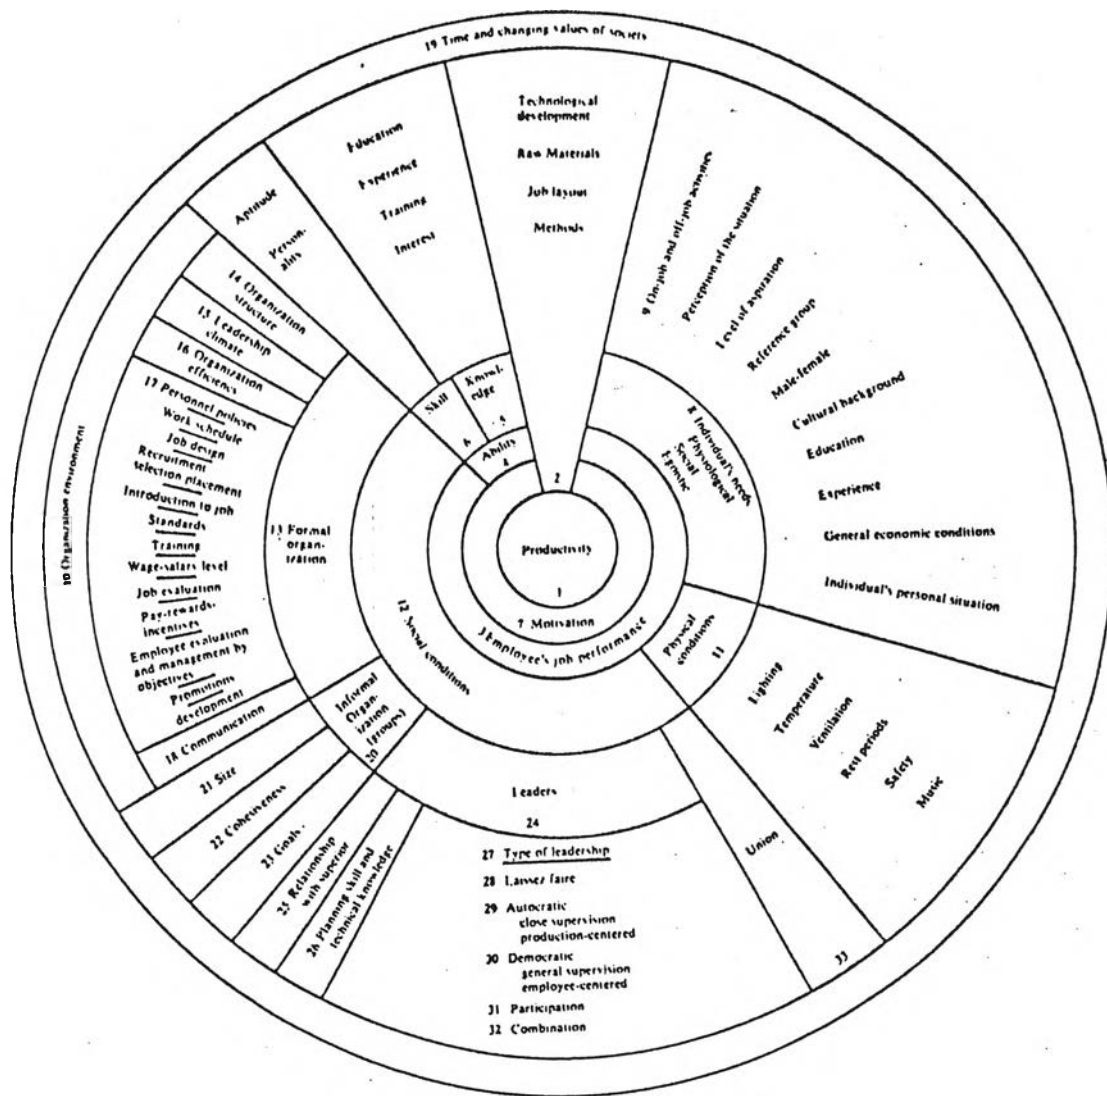 19 Time and changing values of society
Technological
development
Raw Materials
Job layout
Methods
2
Education
Experience
Training
Interest
Knowl-
edge
5
Aptitude
Person-
ality
Skill
6
Ability
4
Productivity
1
7 Motivation
3 Employee's job performance
8 Individual's needs
Physiological
Social
Egoistic
9 On-job and off-job activities
Perception of the situation
Level of aspiration
Reference group
Male-female
Cultural background
Education
Experience
General economic conditions
Individual's personal situation
10 Organization environment
Physical
conditions
11
Lighting
Temperature
Ventilation
Rest periods
Safety
Music
12 Social conditions
13 Formal
organ-
ization
14 Organization
structure
15 Leadership
climate
16 Organization
efficiency
17 Personnel policies
Work schedule
Job design
Recruitment
selection placement
Introduction to job
Standards
Training
Wage-salary level
Job evaluation
Pay-rewards-
incentives
Employee evaluation
and management by
objectives
Promotions
development
18 Communication
Informal
Organ-
ization
(groups)
20
21 Size
22 Cohesiveness
23 Goals
Leaders
24
25 Relationship
with superior
26 Planning skill and
technical knowledge
27 Type of leadership
28 Laissez faire
29 Autocratic
close supervision
production-centered
30 Democratic
general supervision
employee-centered
31 Participation
32 Combination
Union
33